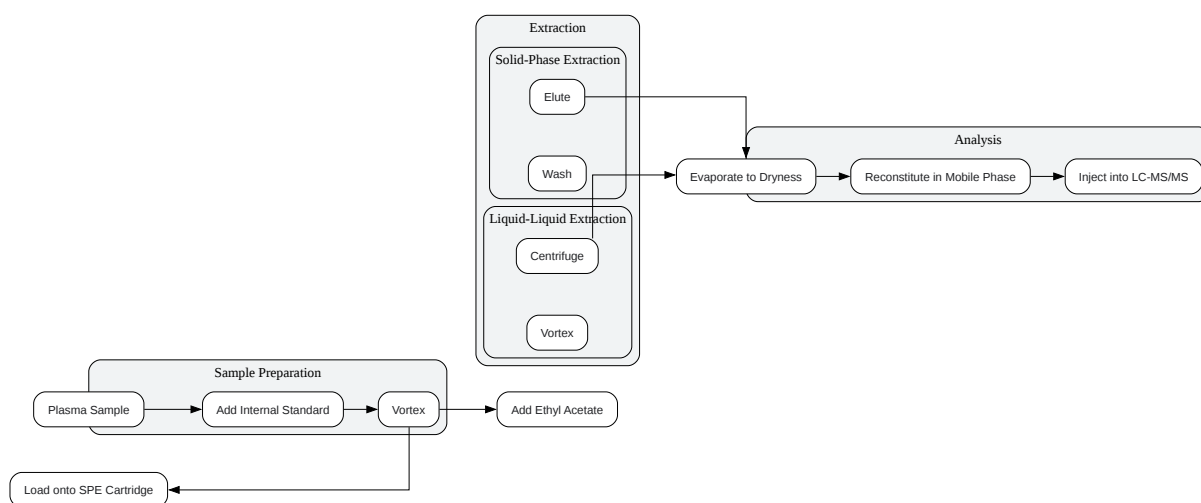 Extraction
Solid-Phase Extraction
Elute
Wash
Liquid-Liquid Extraction
Centrifuge
Vortex
Analysis
Evaporate to Dryness
Reconstitute in Mobile Phase
Inject into LC-MS/MS
Sample Preparation
Plasma Sample
Add Internal Standard
Vortex
Add Ethyl Acetate
Load onto SPE Cartridge